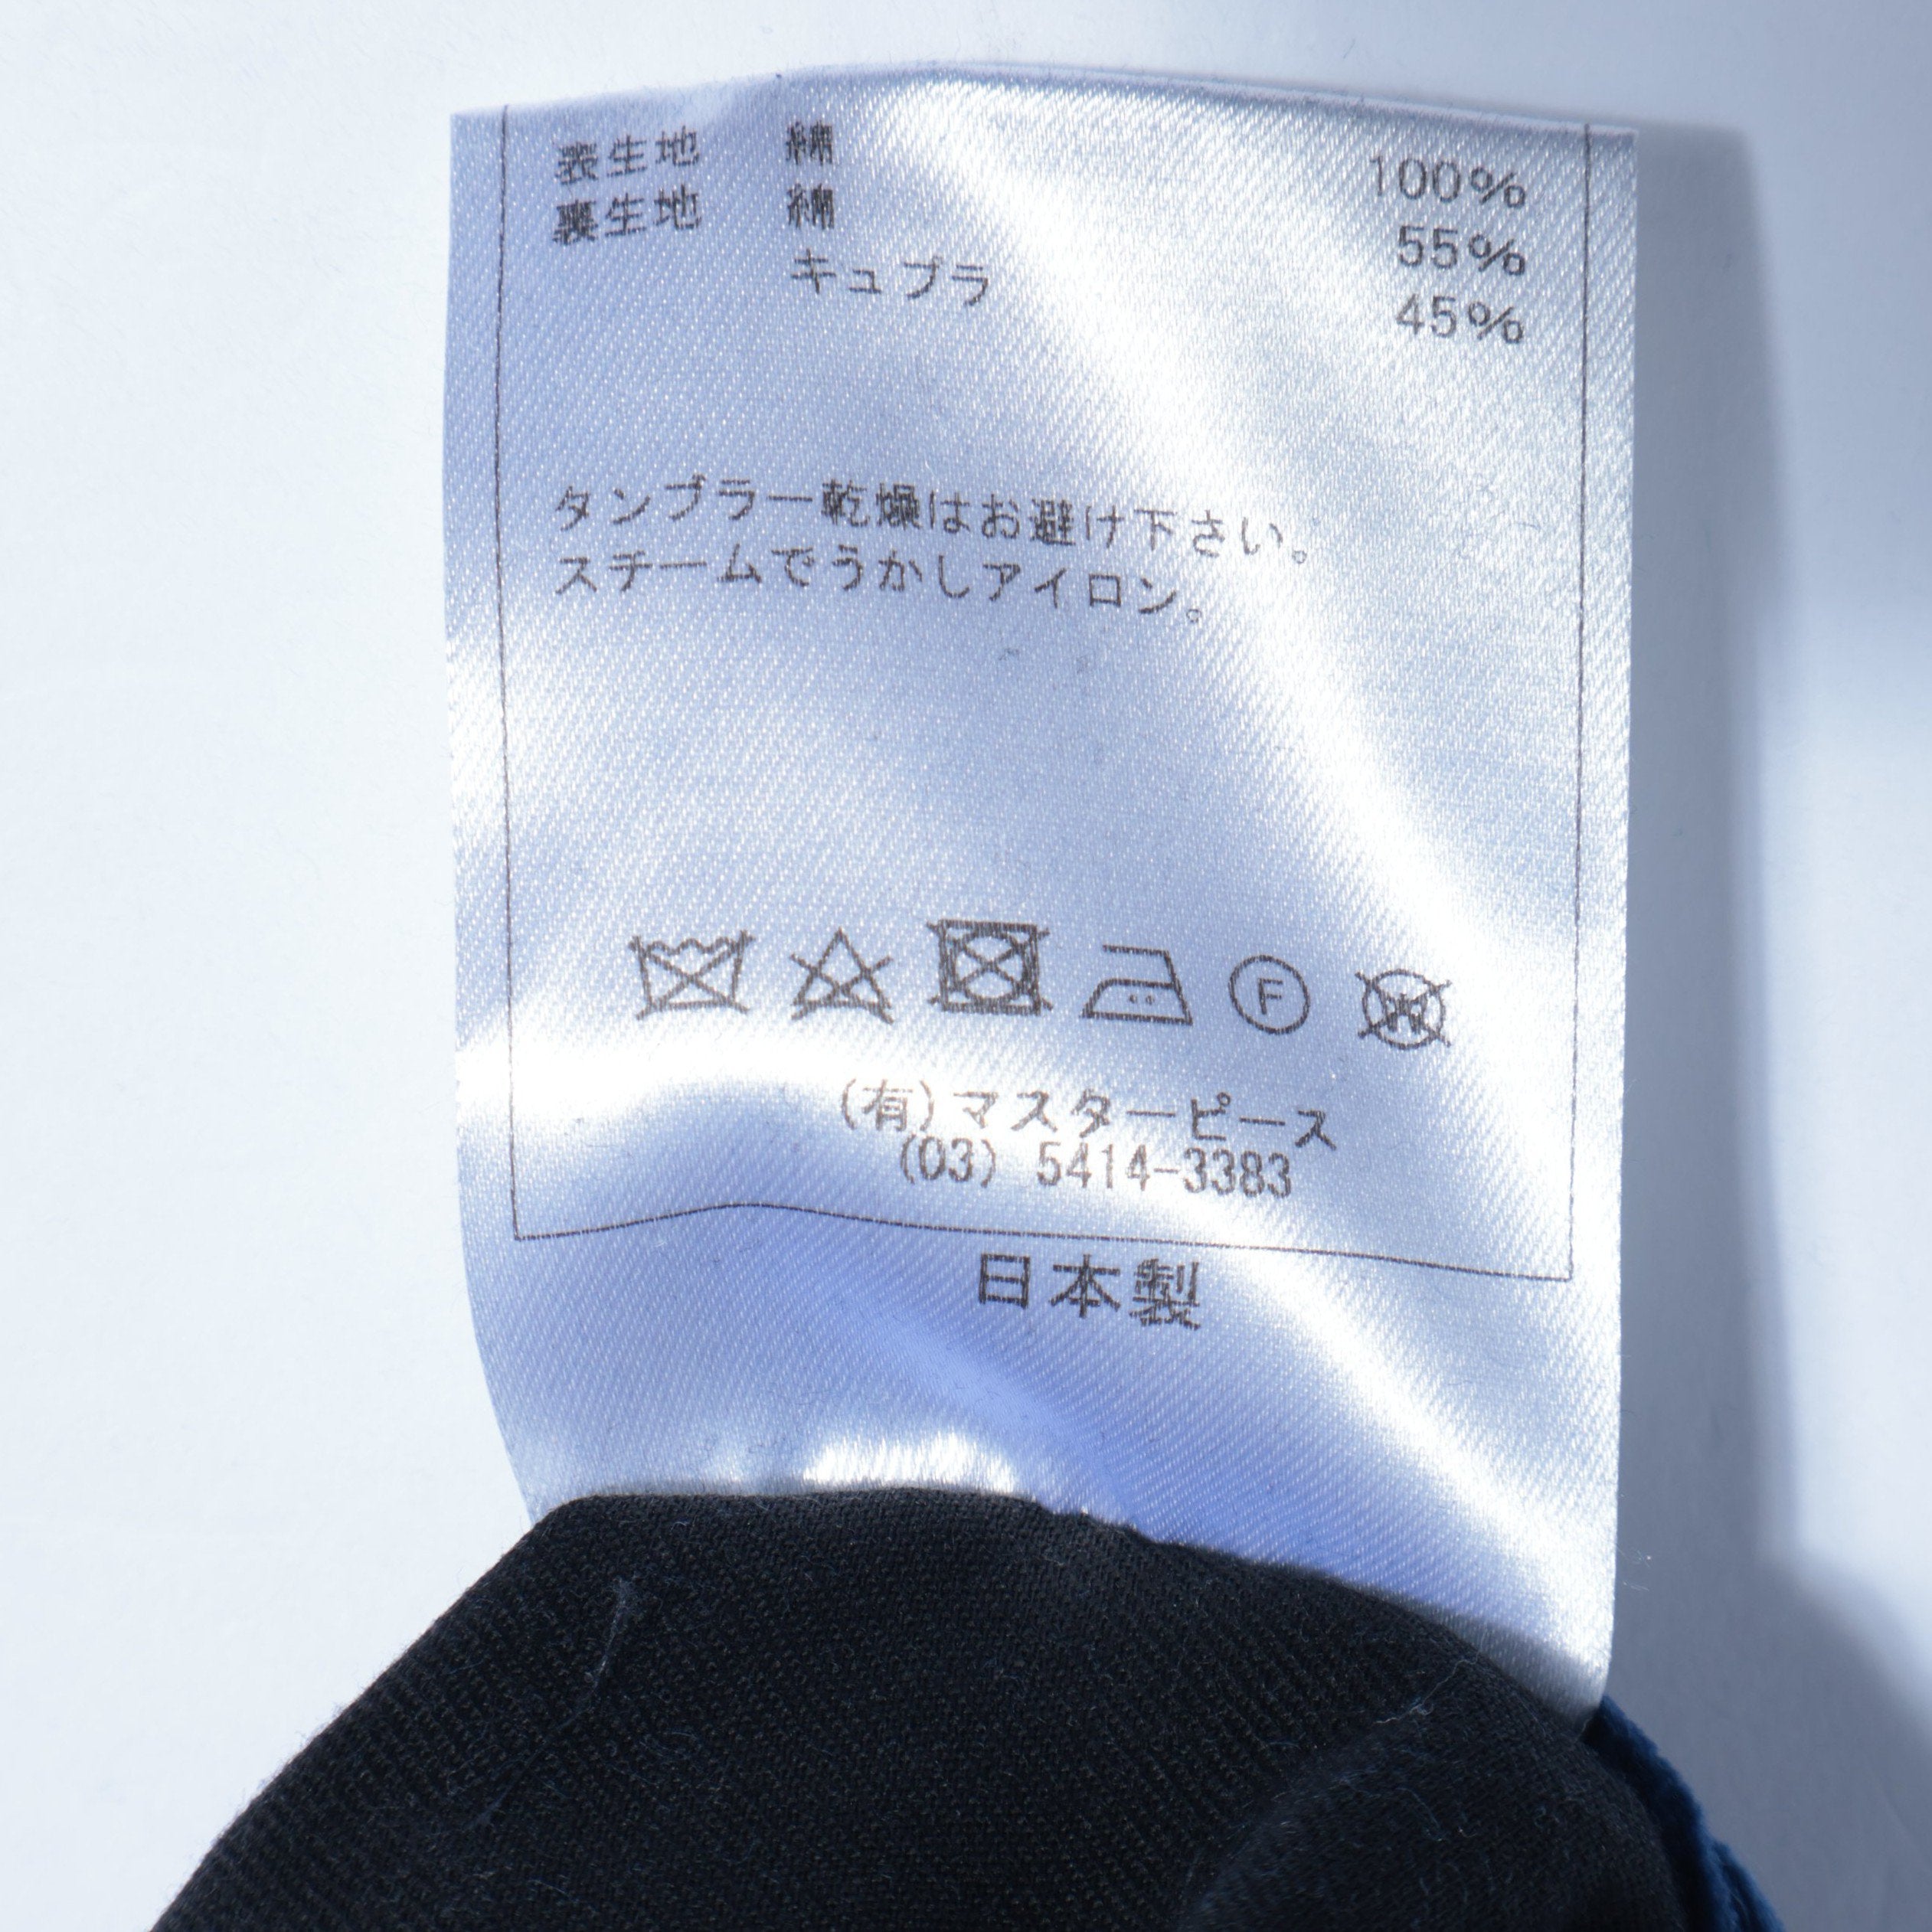 表生地 綿 100%
裏生地 綿 55%
キュプラ 45%
タンブラー乾燥はお避け下さい。
スチームでうかしアイロン。
F W
(有)マスターピース
(03) 5414-3383
日本製